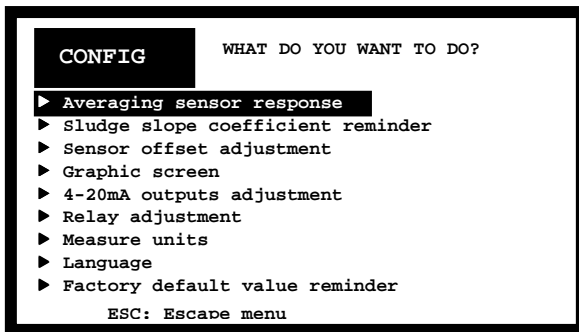 CONFIG
WHAT DO YOU WANT TO DO?
Averaging sensor response
Sludge slope coefficient reminder
Sensor offset adjustment
Graphic screen
4-20mA outputs adjustment
Relay adjustment
Measure units
Language
Factory default value reminder
ESC: Escape menu